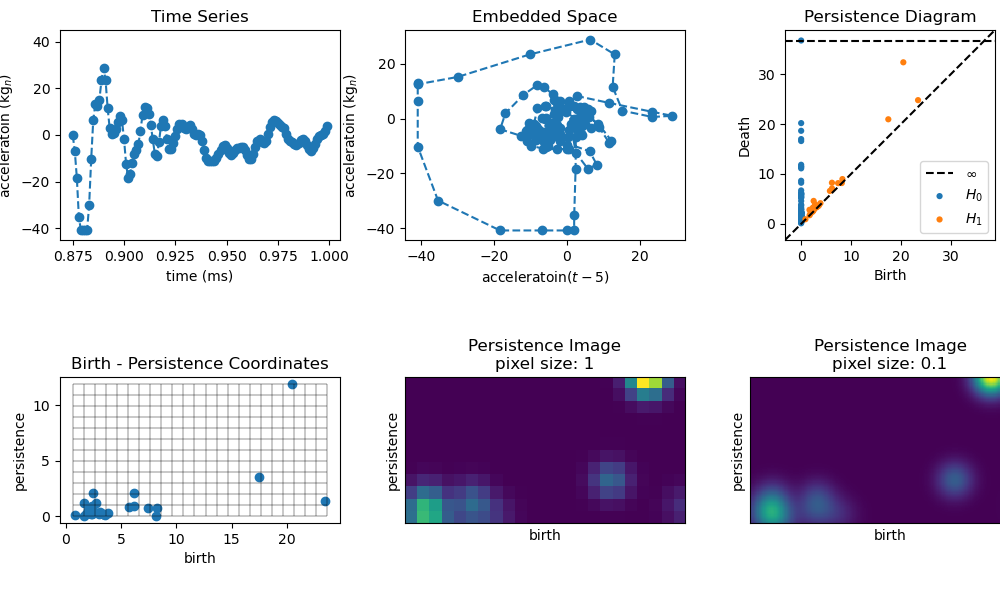 Time Series
40
20
0
−20
−40
acceleratoin (kgₙ)
0.875
0.900
0.925
0.950
0.975
1.000
time (ms)
Embedded Space
20
0
−20
−40
acceleratoin (kgₙ)
−40
−20
0
20
acceleratoin(t − 5)
Persistence Diagram
30
20
10
0
Death
0
10
20
30
Birth
∞
H₀
H₁
Birth - Persistence Coordinates
10
5
0
persistence
0
5
10
15
20
birth
Persistence Image
pixel size: 1
persistence
birth
Persistence Image
pixel size: 0.1
persistence
birth